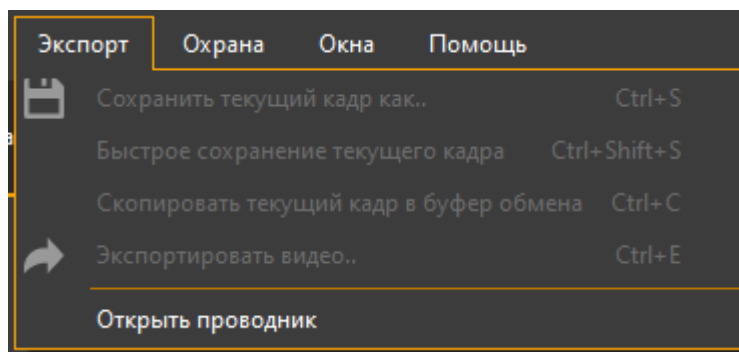 Экспорт Охрана Окна Помощь
Сохранить текущий кадр как.. Ctrl+S
Быстрое сохранение текущего кадра Ctrl+Shift+S
Скопировать текущий кадр в буфер обмена Ctrl+C
Экспортировать видео.. Ctrl+E
Открыть проводник